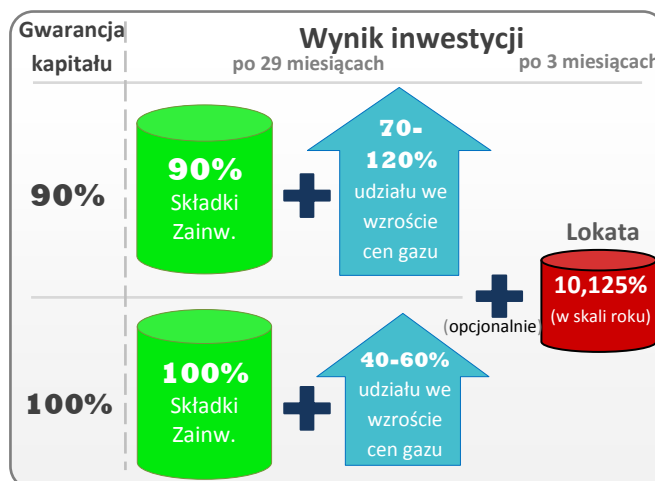 Gwarancja
kapitału
Wynik inwestycji
po 29 miesiącach
po 3 miesiącach
90%
90%
Składki
Zainw.
70-
120%
udziału we
wzroście
cen gazu
Lokata
10,125%
(w skali roku)
(opcjonalnie)
100%
100%
Składki
Zainw.
40-60%
udziału we
wzroście
cen gazu